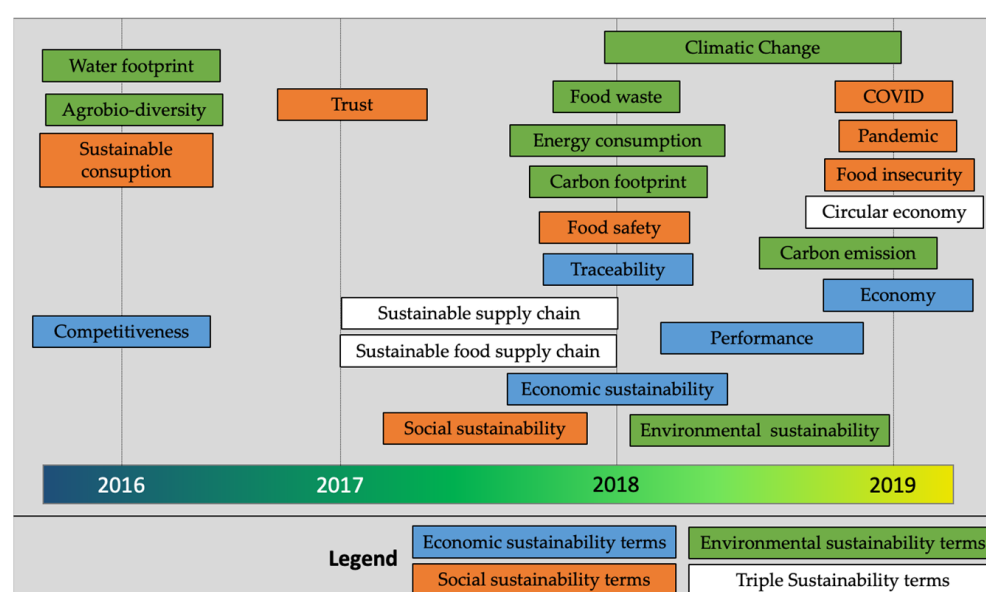 Climatic Change
Water footprint
Food waste
COVID
Agrobio-diversity
Trust
Energy consumption
Pandemic
Sustainable
consuption
Carbon footprint
Food insecurity
Circular economy
Food safety
Carbon emission
Traceability
Economy
Sustainable supply chain
Competitiveness
Performance
Sustainable food supply chain
Economic sustainability
Social sustainability
Environmental sustainability
2016
2017
2018
2019
Legend
Economic sustainability terms
Environmental sustainability terms
Social sustainability terms
Triple Sustainability terms